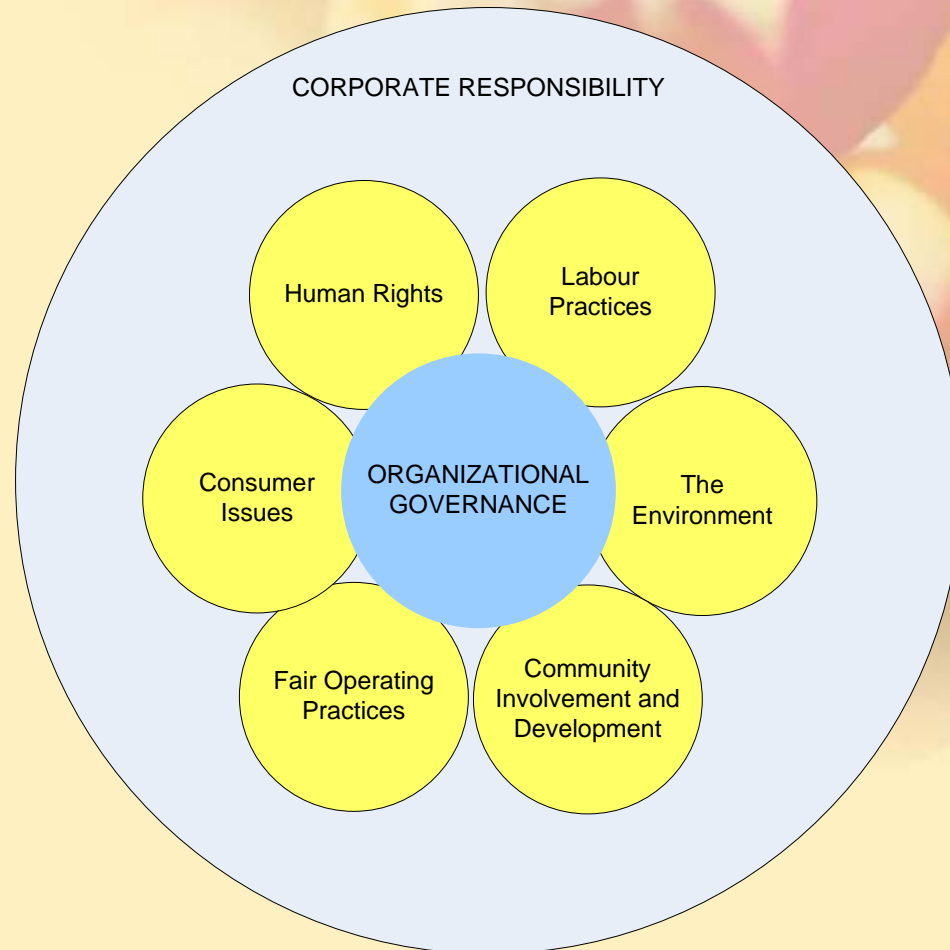 CORPORATE RESPONSIBILITY
Human Rights
Labour
Practices
Consumer
Issues
ORGANIZATIONAL
GOVERNANCE
The
Environment
Fair Operating
Practices
Community
Involvement and
Development